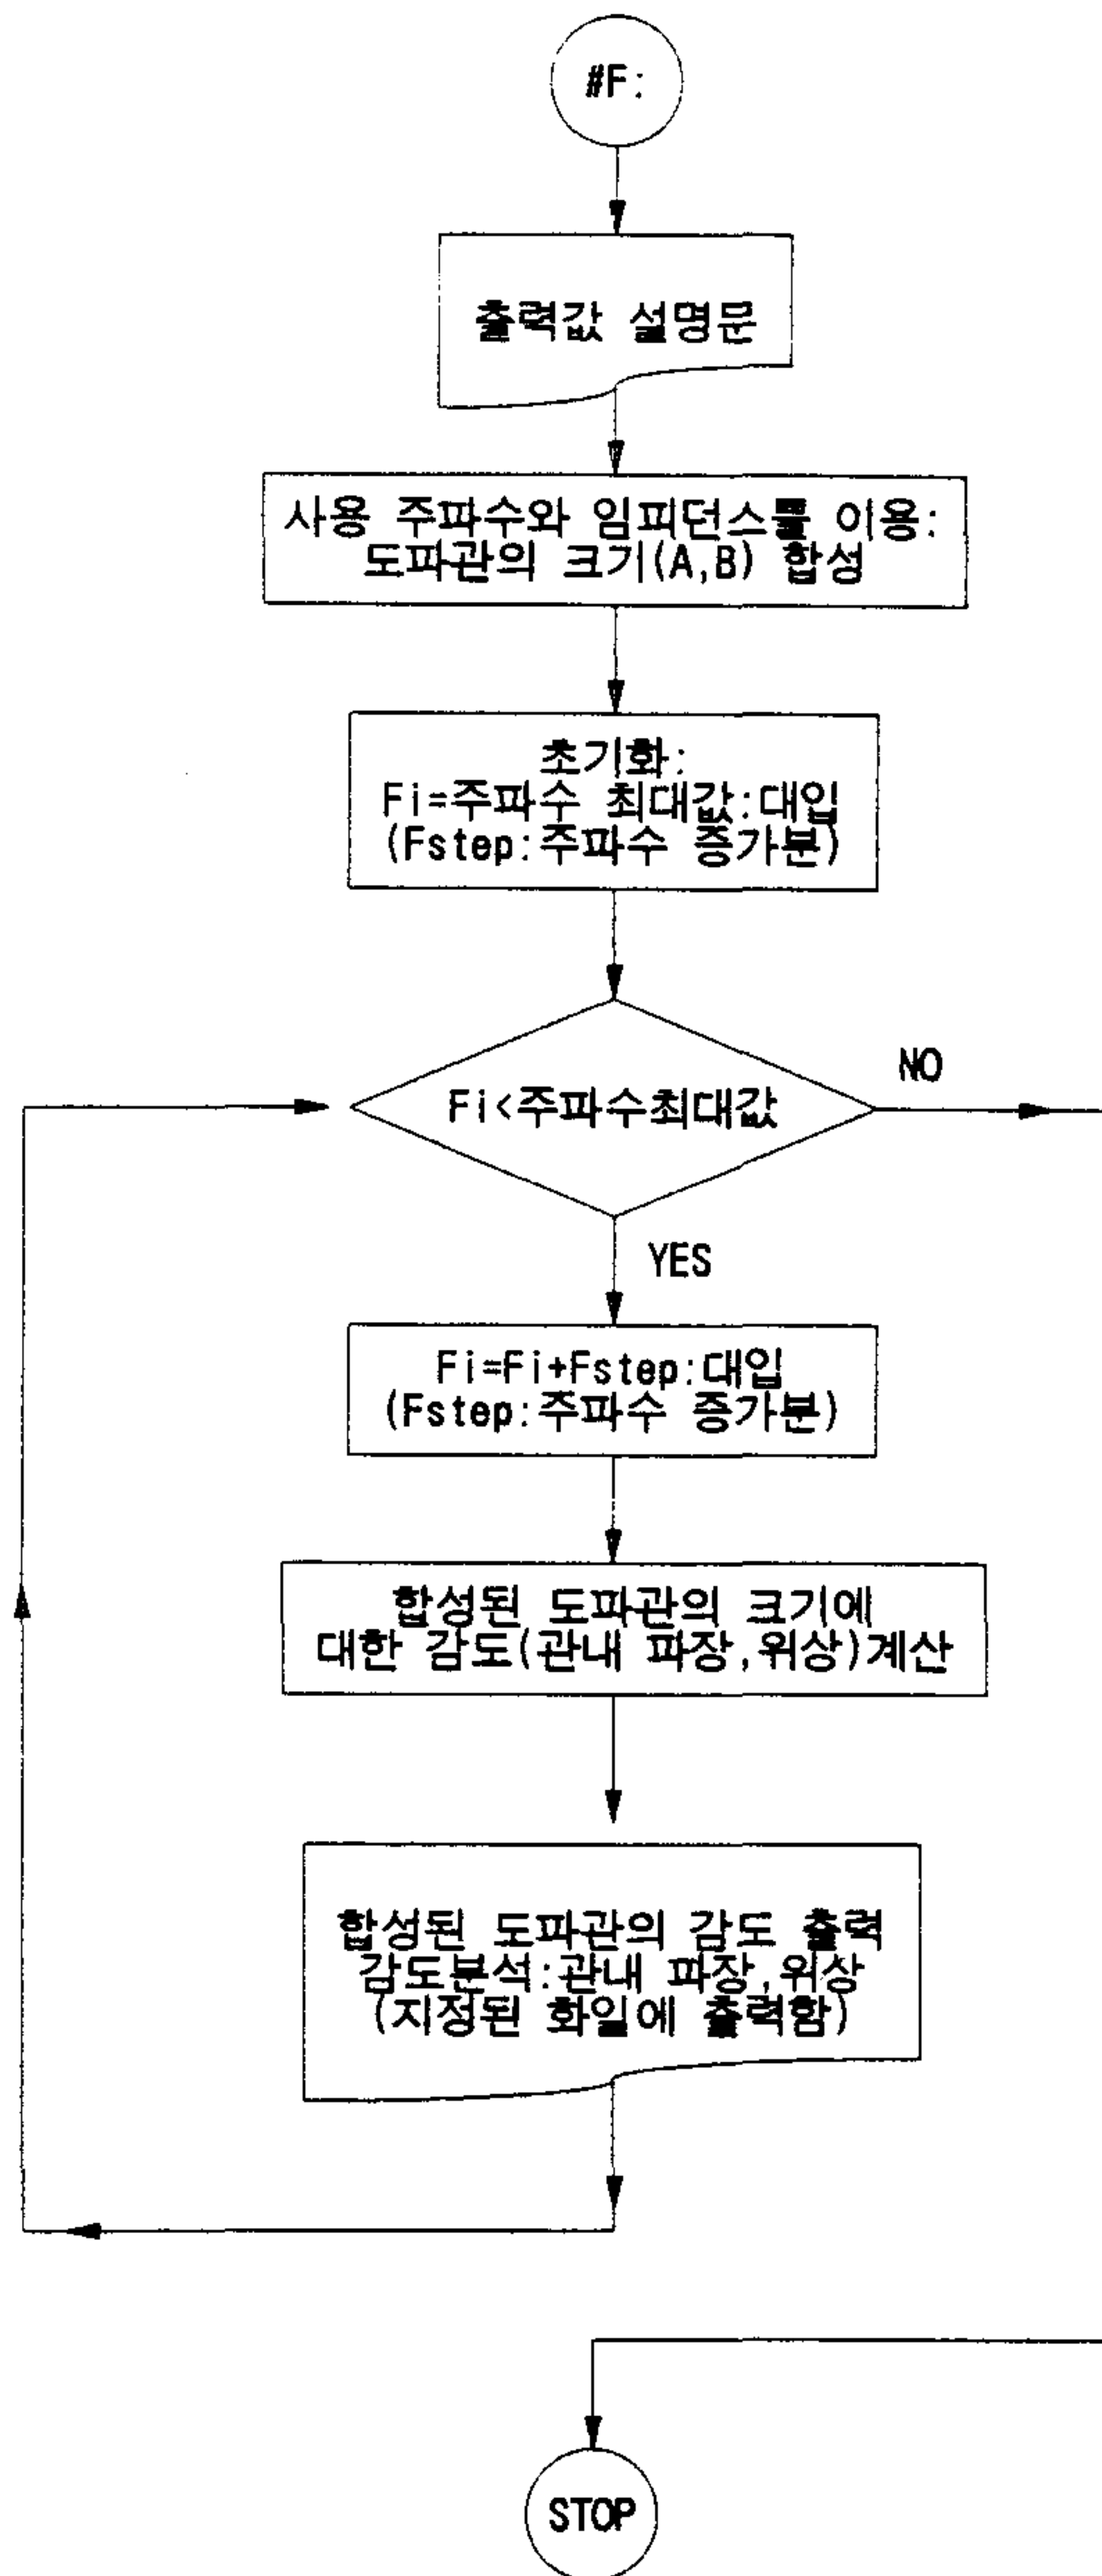 #F:
출력값 설명문
사용 주파수와 임피던스를 이용:
도파관의 크기(A,B) 합성
초기화:
Fi=주파수 최대값:대입
(Fstep:주파수 증가분)
Fi<주파수최대값
NO
YES
Fi=Fi+Fstep:대입
(Fstep:주파수 증가분)
합성된 도파관의 크기에
대한 감도(관내 파장,위상)계산
합성된 도파관의 감도 출력
감도분석:관내 파장,위상
(지정된 화일에 출력함)
STOP